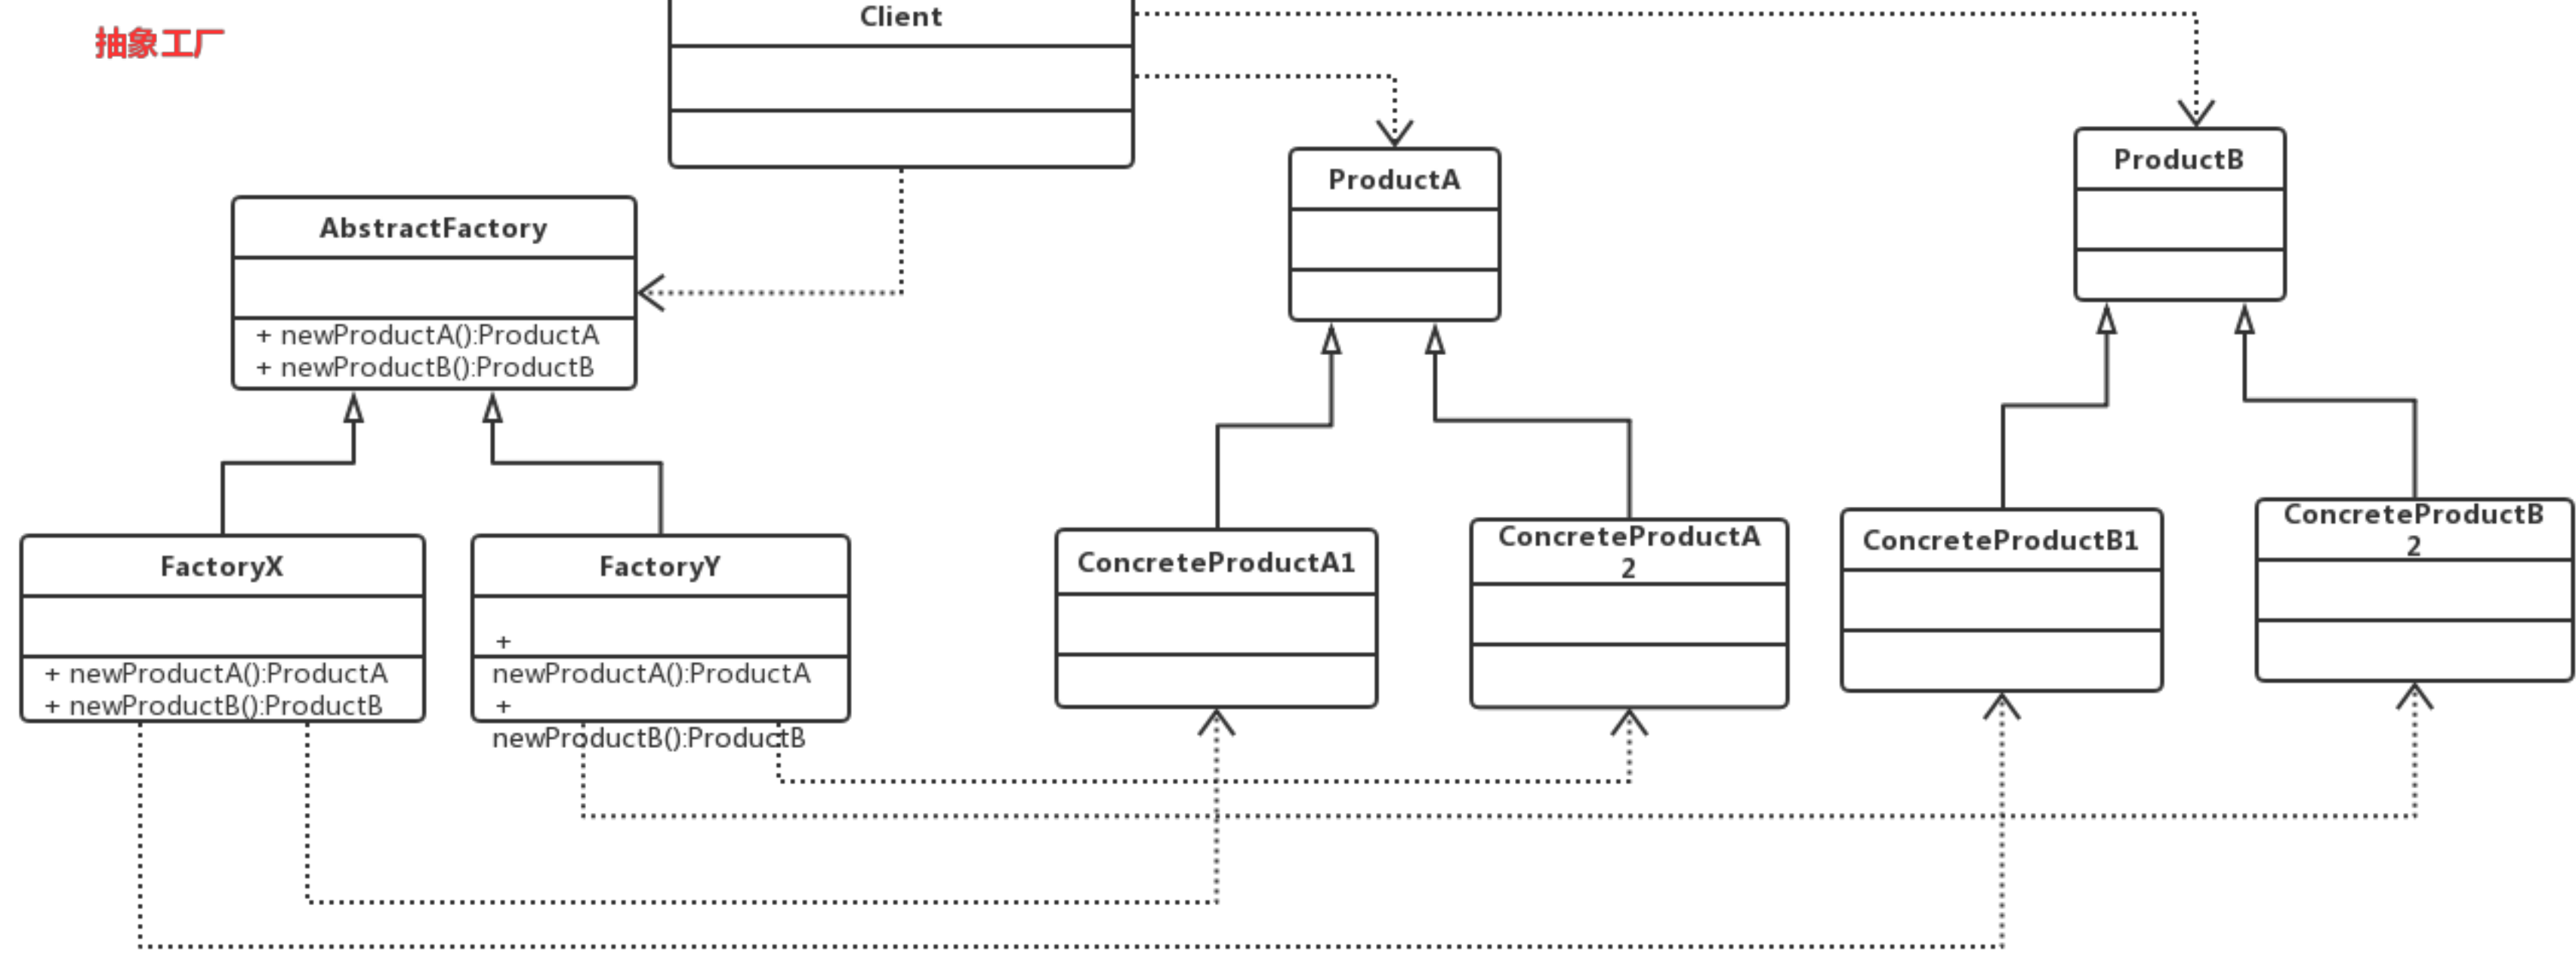 抽象工厂
Client
ProductA
ProductB
AbstractFactory
+ newProductA():ProductA
+ newProductB():ProductB
FactoryX
+ newProductA():ProductA
+ newProductB():ProductB
FactoryY
+
newProductA():ProductA
+
newProductB():ProductB
ConcreteProductA1
ConcreteProductA
2
ConcreteProductB1
ConcreteProductB
2